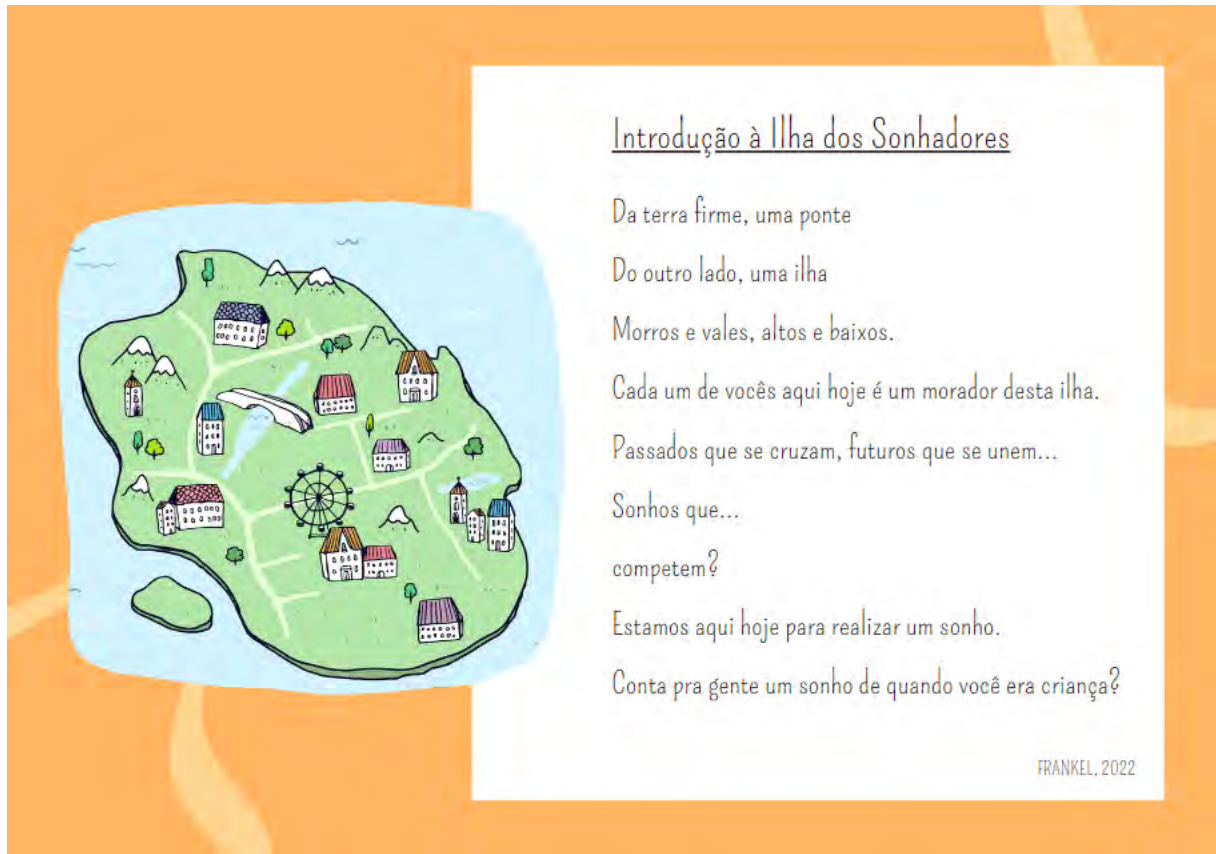 Introdução à Ilha dos Sonhadores
Da terra firme, uma ponte
Do outro lado, uma ilha
Morros e vales, altos e baixos.
Cada um de vocês aqui hoje é um morador desta ilha.
Passados que se cruzam, futuros que se unem...
Sonhos que...
competem?
Estamos aqui hoje para realizar um sonho.
Conta pra gente um sonho de quando você era criança?
FRANKEL, 2022